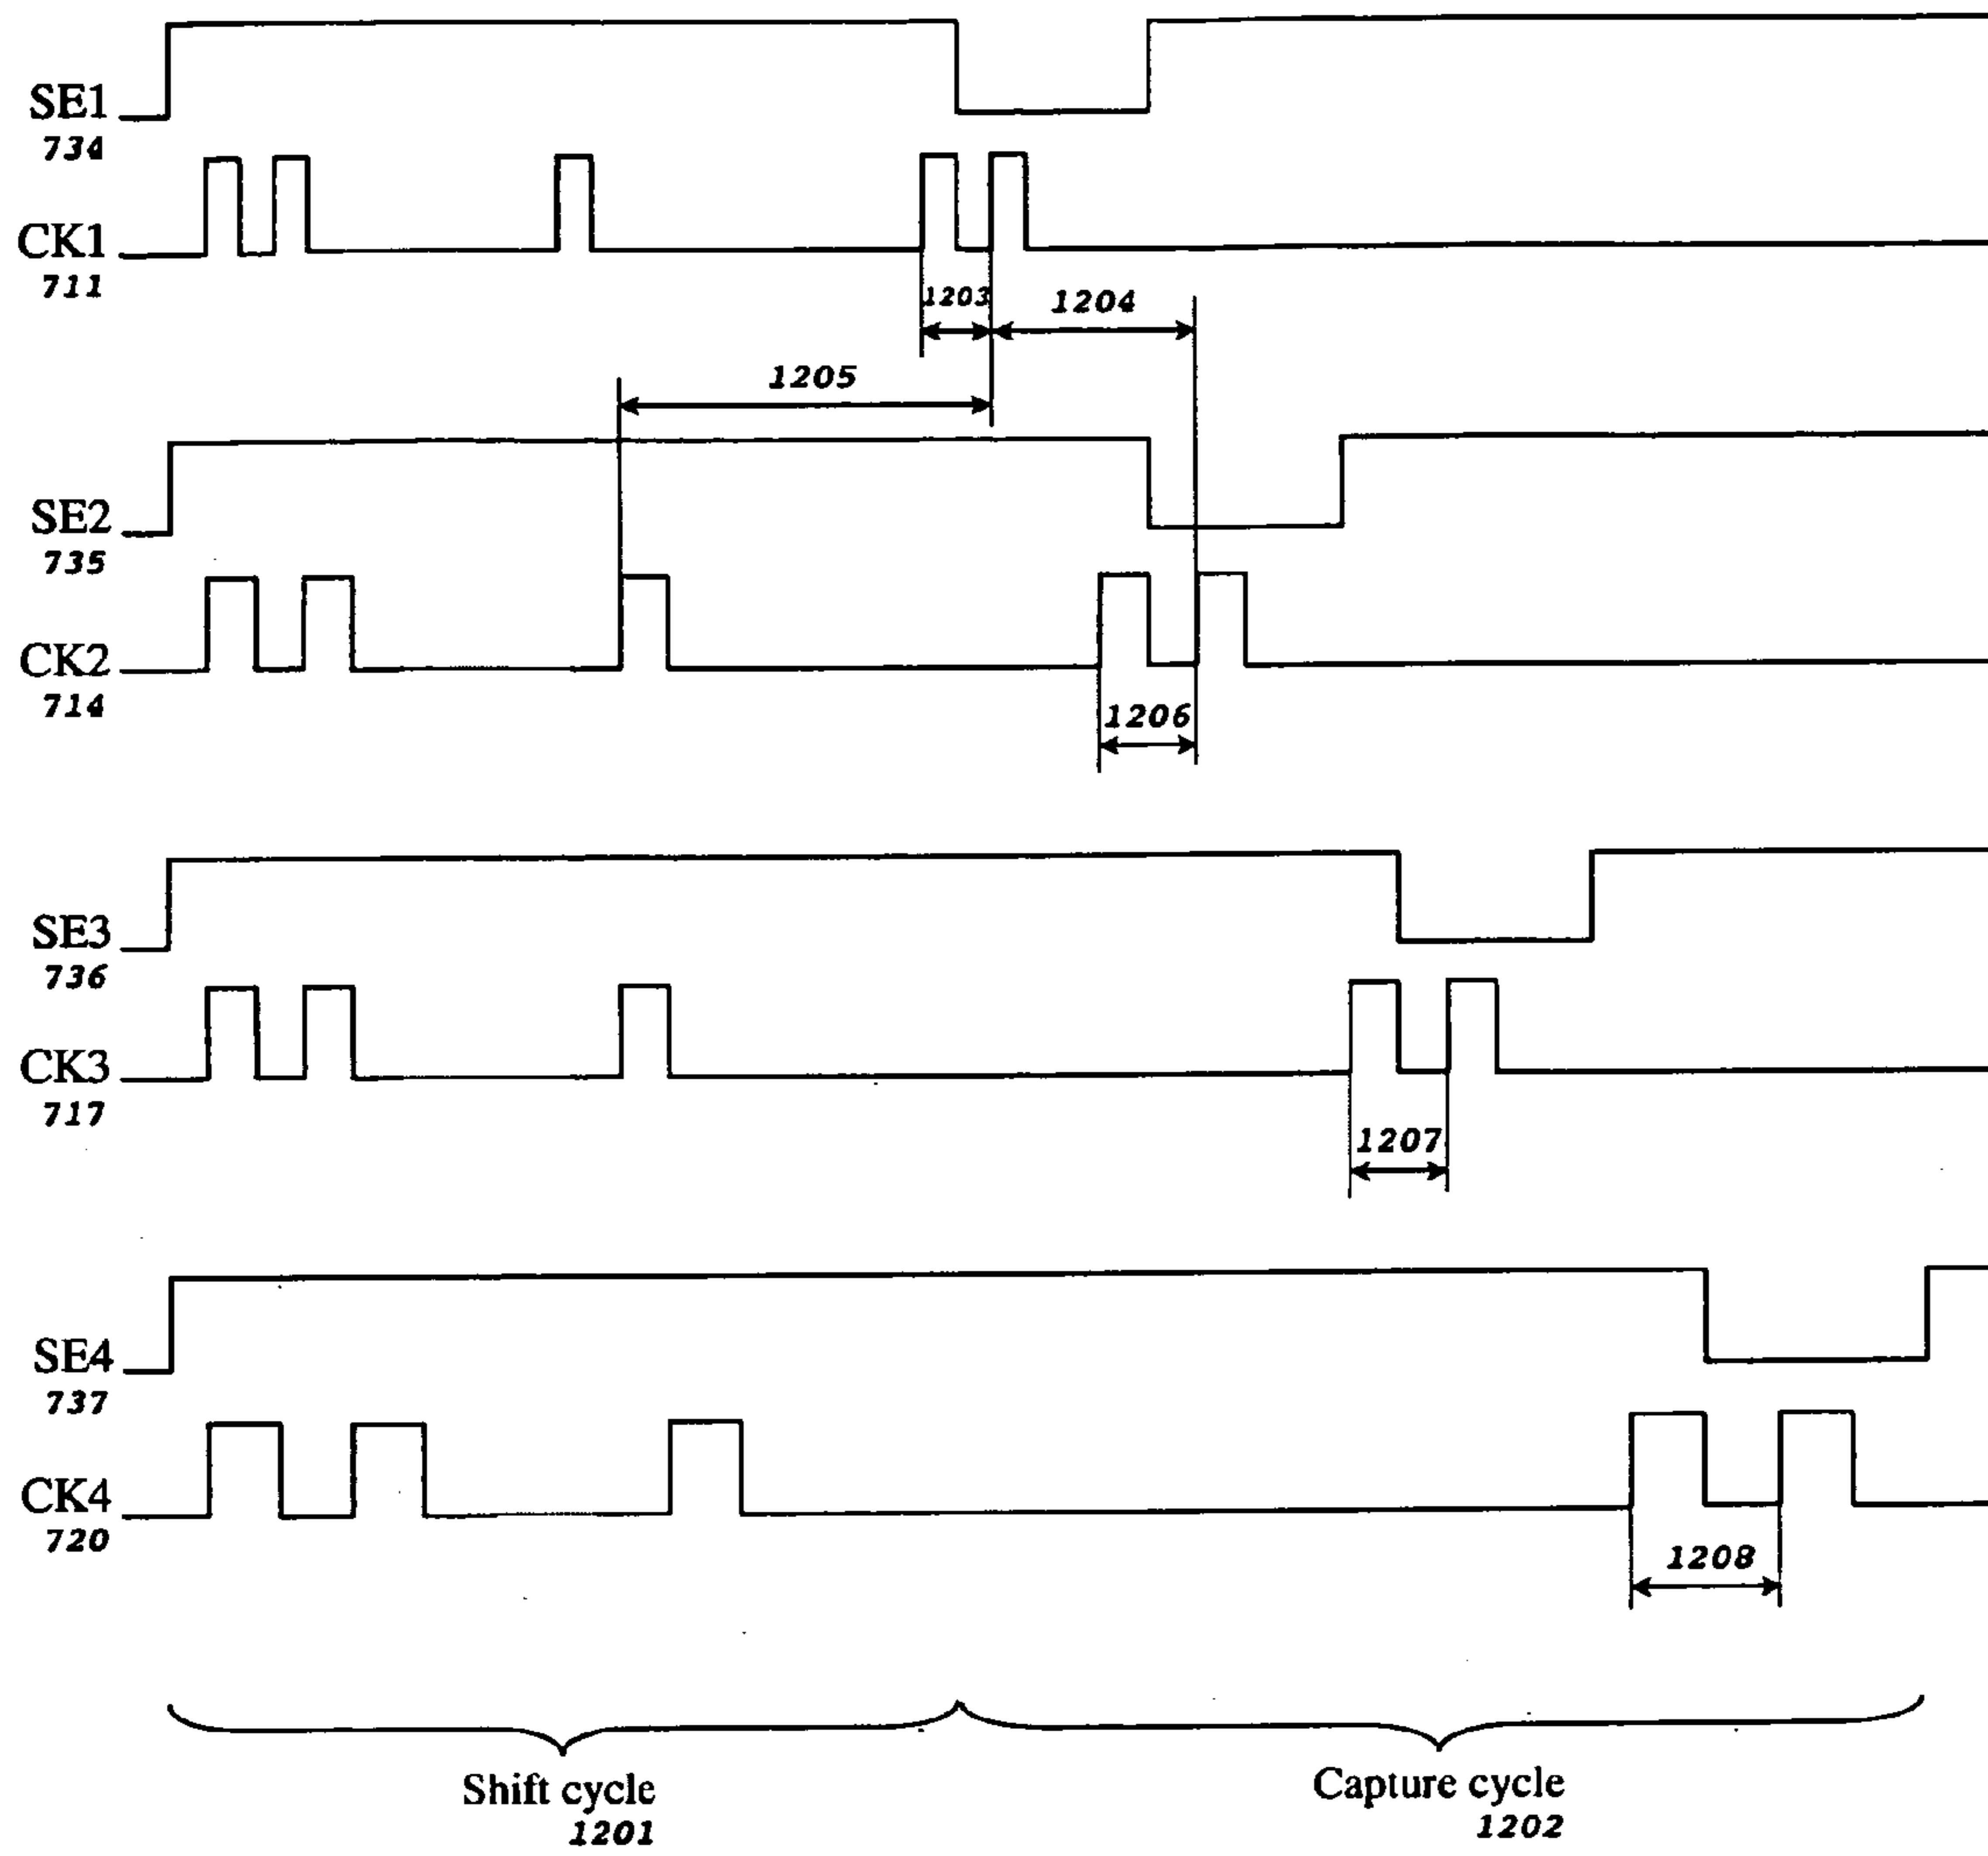 SE1
734
CK1
711
1203
1204
1205
SE2
735
CK2
714
1206
SE3
736
CK3
717
1207
SE4
737
CK4
720
1208
Shift cycle
1201
Capture cycle
1202